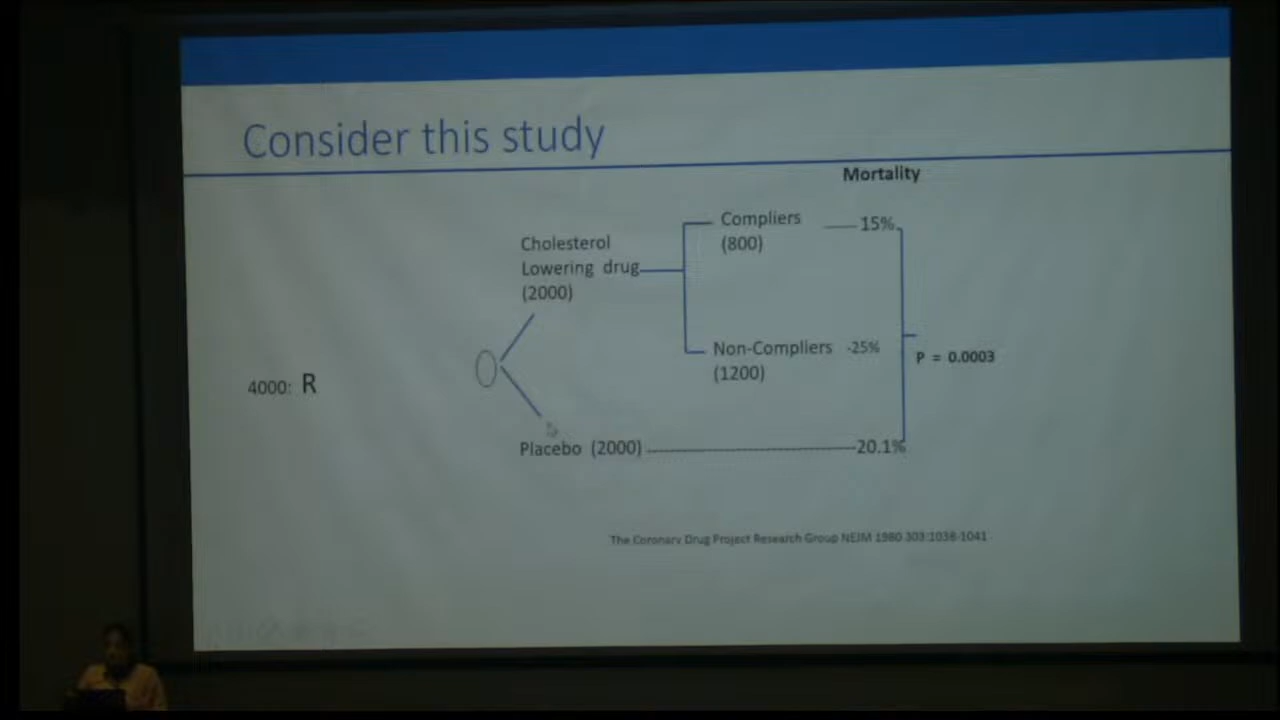 Consider this study
Mortality
Compliers
(800)
15%
Cholesterol
Lowering drug
(2000)
Non-Compliers -25%
(1200)
P = 0.0003
4000: R
Placebo (2000)
20.1%
The Coronary Drug Project Research Group NEJM 1980 303:1038-1041